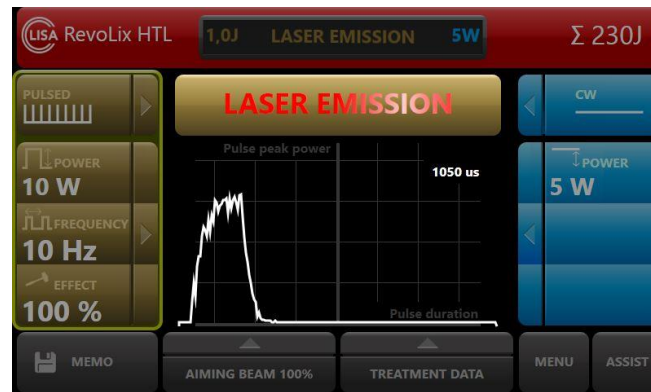 LISA RevoLix HTL
1,0J LASER EMISSION 5W
Σ 230J
PULSED
LASER EMISSION
CW
POWER
10 W
FREQUENCY
10 Hz
EFFECT
100 %
Pulse peak power
1050 us
Pulse duration
POWER
5 W
MEMO
AIMING BEAM 100%
TREATMENT DATA
MENU
ASSIST